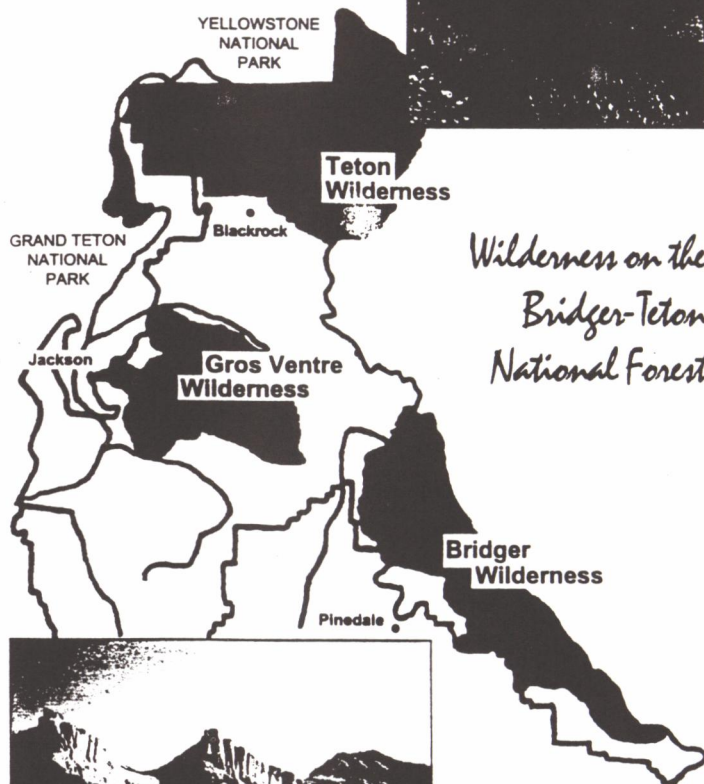 YELLOWSTONE
NATIONAL
PARK
Teton
Wilderness
Blackrock
GRAND TETON
NATIONAL
PARK
Wilderness on the
Bridger-Teton
National Forest
Jackson
Gros Ventre
Wilderness
Bridger
Wilderness
Pinedale